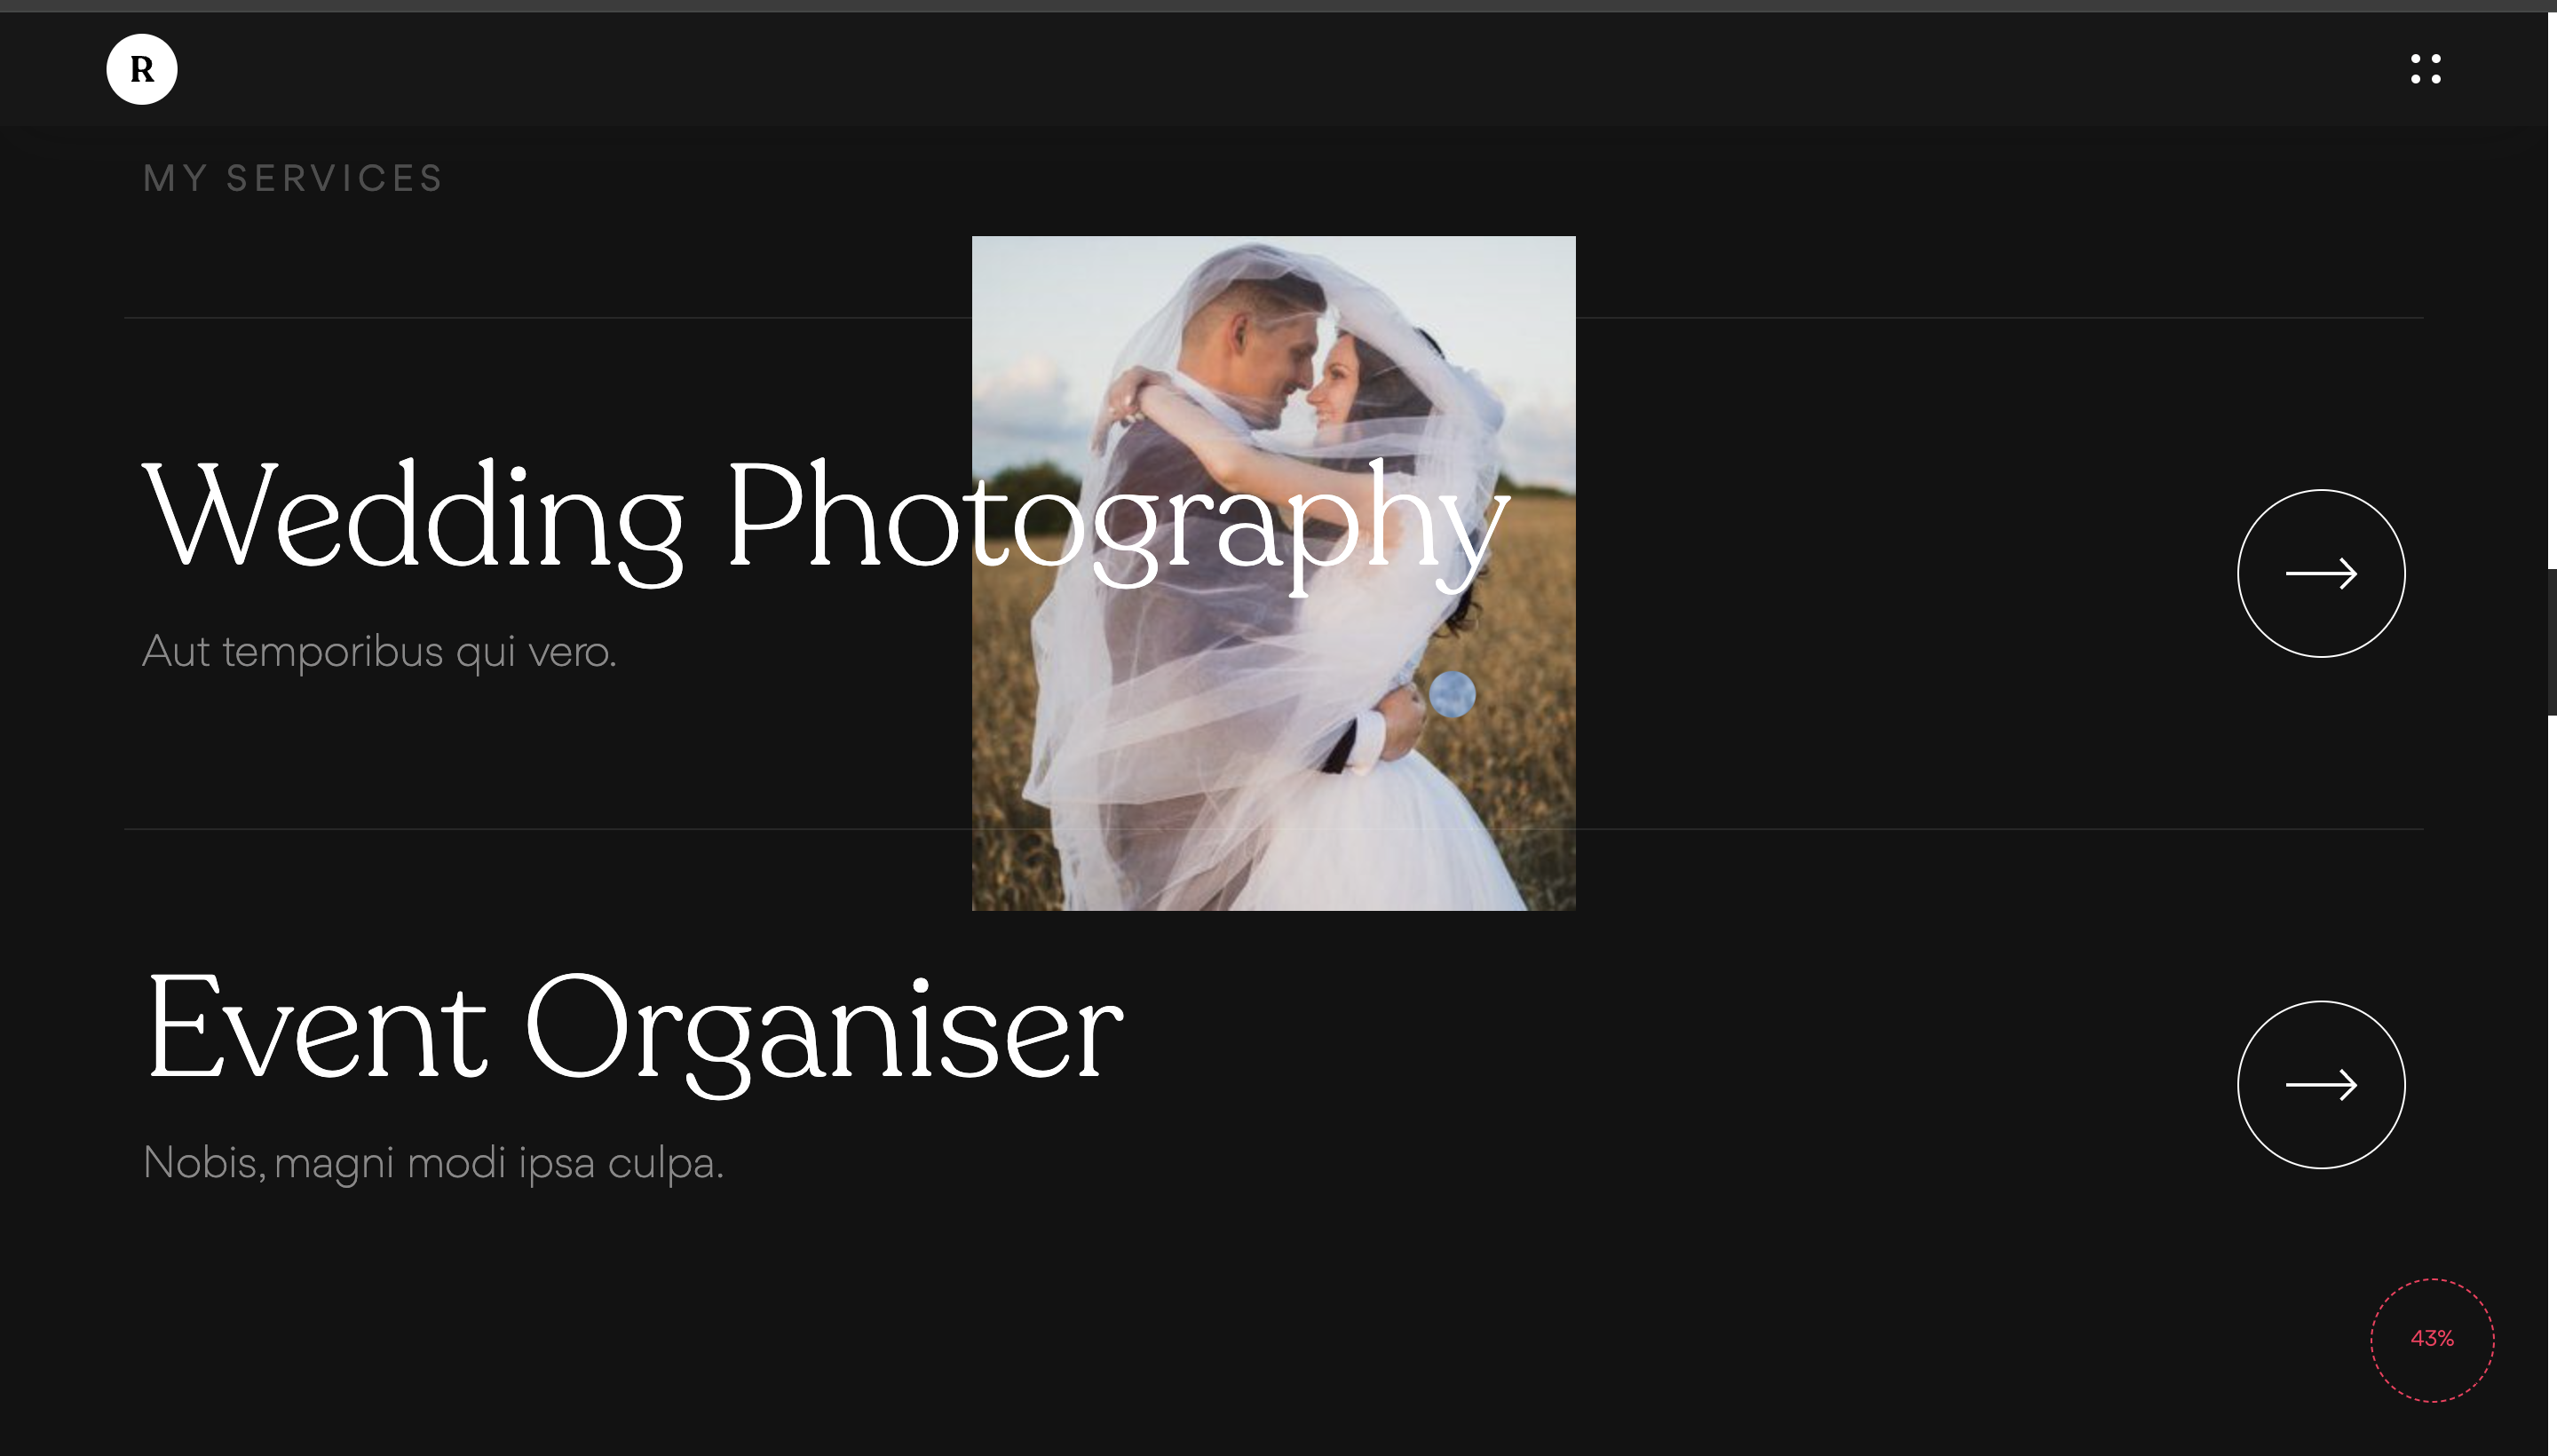 R
MY SERVICES
Wedding Photography
Aut temporibus qui vero.
Event Organiser
Nobis, magni modi ipsa culpa.
43%